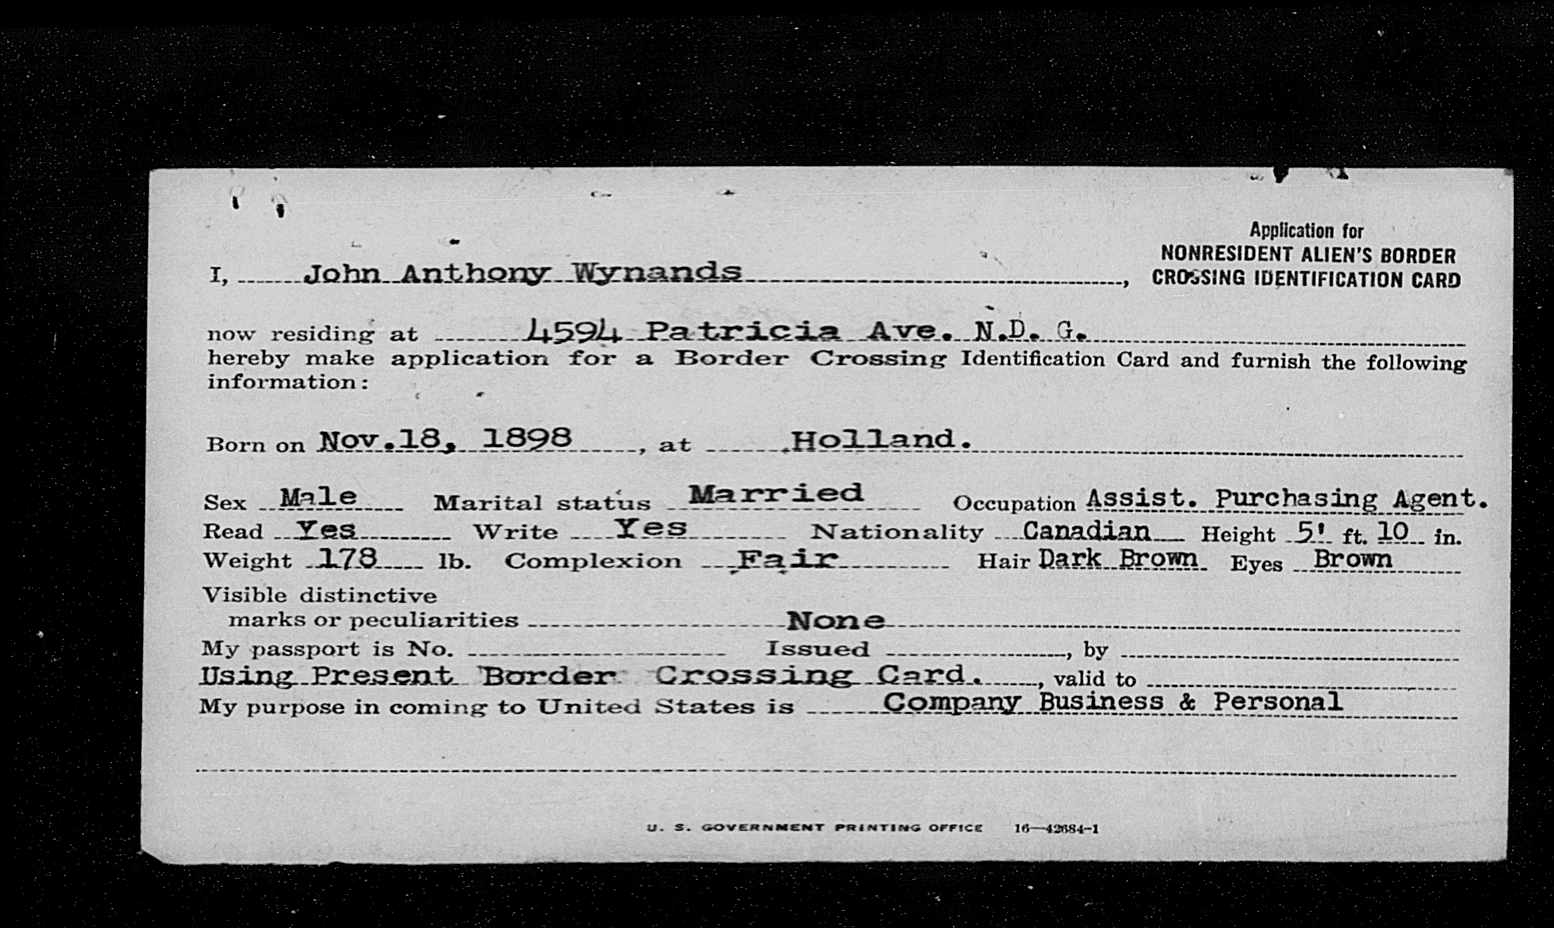 Application for
NONRESIDENT ALIEN'S BORDER
CROSSING IDENTIFICATION CARD
I, John Anthony Wynands,
now residing at 4594 Patricia Ave. N.D. G.
hereby make application for a Border Crossing Identification Card and furnish the following
information:
Born on Nov.18, 1898, at Holland.
Sex Male Marital status Married Occupation Assist. Purchasing Agent.
Read Yes Write Yes Nationality Canadian Height 5' ft. 10 in.
Weight 178 lb. Complexion Fair Hair Dark Brown Eyes Brown
Visible distinctive
marks or peculiarities None
My passport is No. Issued , by
Using Present Border Crossing Card. , valid to
My purpose in coming to United States is Company Business & Personal
U. S. GOVERNMENT PRINTING OFFICE 16—42684-1